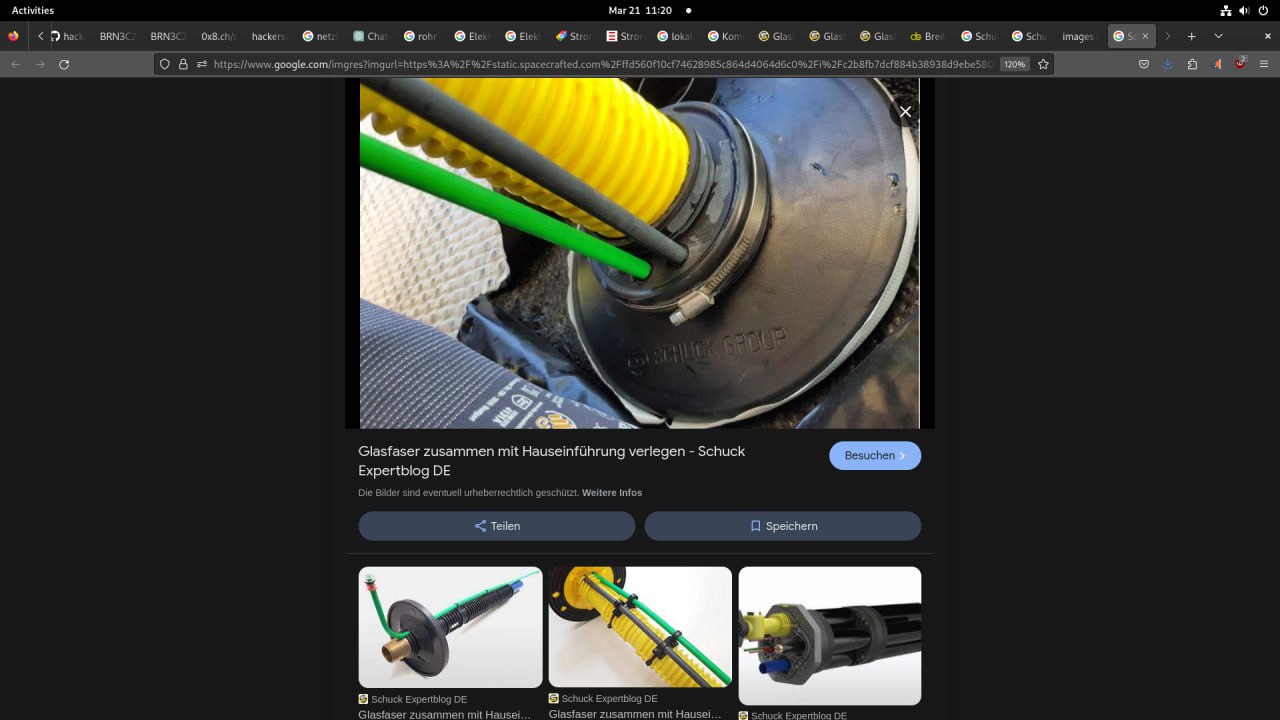 Activities
Mar 21 11:20
hack
BRN3C2
BRN3C2
0x8.ch/
hackers
netz
Chat
rohr
Elek
Elek
Stro
Stro
loka
Kom
Glas
Glas
Glas
Breit
Schu
Schu
images
Sc
Schu
https://www.google.com/imgres?imgurl=https%3A%2F%2Fstatic.spacecrafted.com%2Ffd560f10cf74628985c864d4064d6c0%2Fi%2Fc2b8fb7dcf884b38938d9ebe580
120%
SCHUCK GROUP
Glasfaser zusammen mit Hauseinführung verlegen - Schuck
Expertblog DE
Besuchen
Die Bilder sind eventuell urheberrechtlich geschützt. Weitere Infos
Teilen
Speichern
Schuck Expertblog DE
Glasfaser zusammen mit Hausei...
Schuck Expertblog DE
Glasfaser zusammen mit Hausei...
Schuck Expertblog DE